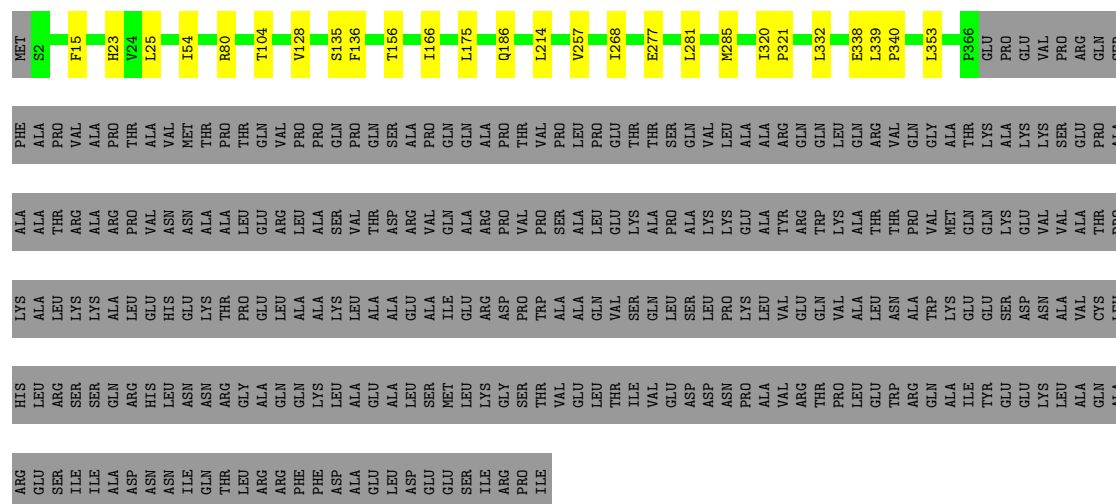 MET S2 F15 H23 V24 L25 I54 R80 T104 V128 S135 F136 T156 I166 L175 Q186 L214 V257 I268 E277 L281 M285 I320 P321 L332 E338 L339 P340 L353 P366 GLU PRO GLU VAL PRO ARG GLN SER
PHE ALA PRO VAL ALA PRO THR ALA VAL MET THR PRO THR GLN VAL PRO PRO GLN PRO GLN SER ALA PRO GLN GLN ALA PRO THR VAL PRO LEU PRO GLU THR THR SER GLN VAL LEU ALA ALA ARG GLN GLN LEU GLN ARG VAL GLN GLY ALA THR LYS ALA LYS LYS SER GLU PRO ALA
ALA ALA THR ARG ALA ARG PRO VAL ASN ASN ALA ALA LEU GLU ARG LEU ALA SER VAL THR ASP ARG VAL GLN ALA ARG PRO VAL PRO SER ALA LEU GLU LYS ALA PRO ALA LYS LYS GLU ALA TYR ARG TRP LYS ALA THR THR PRO VAL MET GLN GLN LYS GLU VAL VAL ALA THR PRO
LYS ALA LEU LYS LYS ALA LEU GLU HIS GLU LYS THR PRO GLU LEU ALA ALA LYS LEU ALA ALA GLU ALA ILE GLU ARG ASP PRO TRP ALA ALA GLN VAL SER GLN LEU SER LEU PRO LYS LEU VAL GLU GLN VAL ALA LEU ASN ALA TRP LYS GLU GLU SER ASP ASN ALA VAL CYS LEU
HIS LEU ARG SER SER GLN ARG HIS LEU ASN ASN ARG GLY ALA GLN GLN LYS LEU ALA GLU ALA LEU SER MET LEU LYS GLY SER THR VAL GLU LEU THR ILE VAL GLU ASP ASP ASN PRO ALA VAL ARG THR PRO LEU GLU TRP ARG GLN ALA ILE TYR GLU GLU LYS LEU ALA GLN ALA
ARG GLU SER ILE ILE ALA ASP ASN ASN ILE GLN THR LEU ARG ARG PHE PHE ASP ALA GLU LEU ASP GLU GLU SER ILE ARG PRO ILE